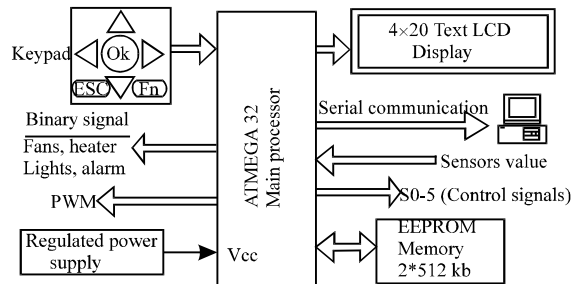 Keypad
Ok
ESC
Fn
4×20 Text LCD
Display
Binary signal
Fans, heater
Lights, alarm
PWM
Regulated power
supply
ATMEGA 32
Main processor
Vcc
Serial communication
Sensors value
S0-5 (Control signals)
EEPROM
Memory
2*512 kb